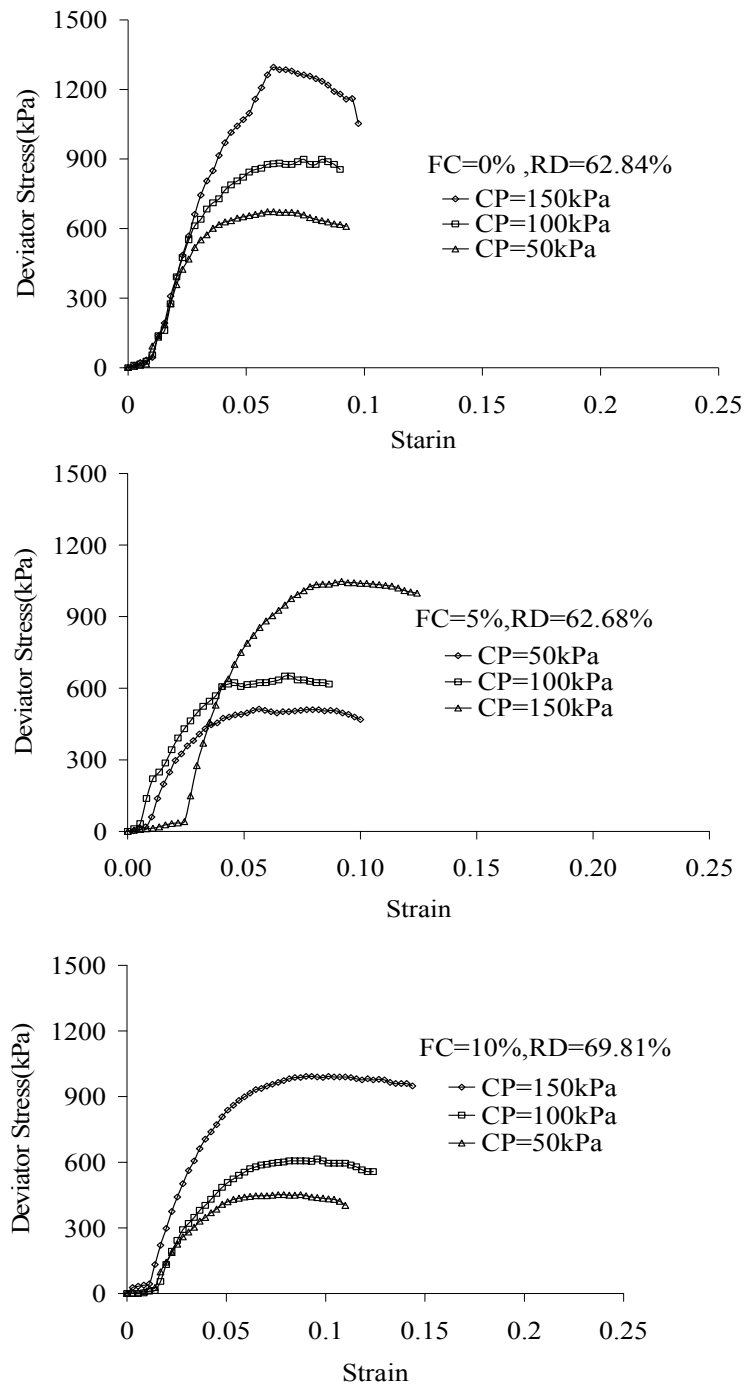 1500
1200
900
600
300
0
Deviator Stress(kPa)
FC=0% ,RD=62.84%
CP=150kPa
CP=100kPa
CP=50kPa
0 0.05 0.1 0.15 0.2 0.25
Starin
1500
1200
900
600
300
0
Deviator Stress(kPa)
FC=5%,RD=62.68%
CP=50kPa
CP=100kPa
CP=150kPa
0.00 0.05 0.10 0.15 0.20 0.25
Strain
1500
1200
900
600
300
0
Deviator Stress(kPa)
FC=10%,RD=69.81%
CP=150kPa
CP=100kPa
CP=50kPa
0 0.05 0.1 0.15 0.2 0.25
Strain